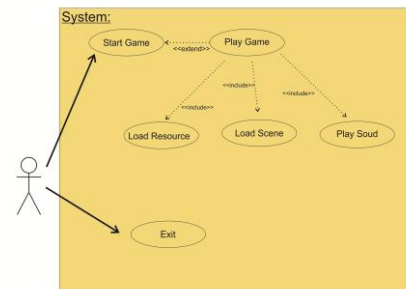 System:
Start Game
Play Game
<<extend>>
<<include>>
<<include>>
<<include>>
Load Resource
Load Scene
Play Soud
Exit